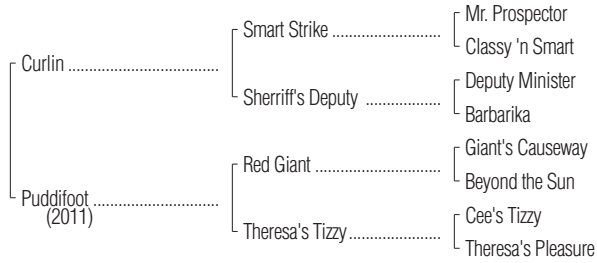 Mr. Prospector
Smart Strike ........................
Classy 'n Smart
Curlin ..................................
Deputy Minister
Sherriff's Deputy .................
Barbarika
Giant's Causeway
Red Giant ............................
Beyond the Sun
Puddifoot ............................
(2011)
Cee's Tizzy
Theresa's Tizzy.....................
Theresa's Pleasure